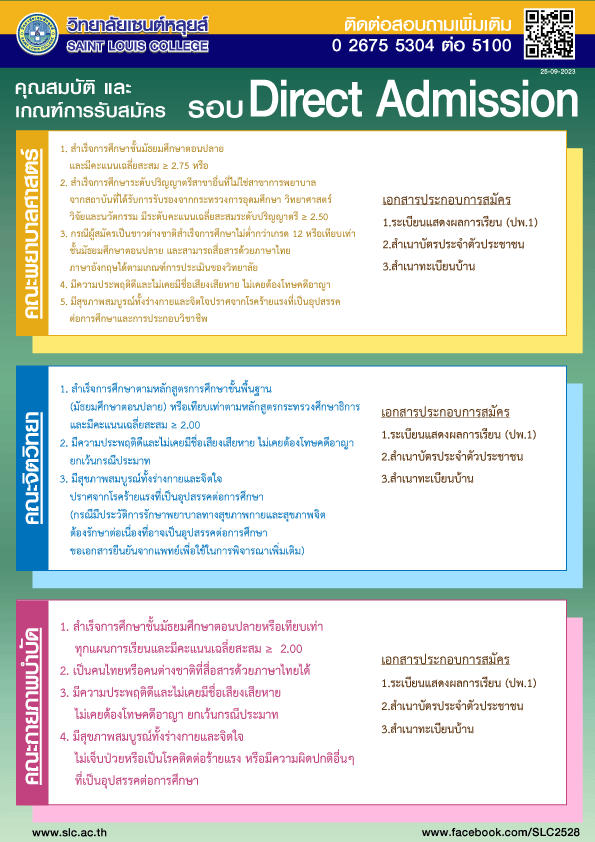 วิทยาลัยเซนต์หลุยส์
SAINT LOUIS COLLEGE
ติดต่อสอบถามเพิ่มเติม
0 2675 5304 ต่อ 5100
25-09-2023
คุณสมบัติ และ
เกณฑ์การรับสมัคร รอบ Direct Admission
คณะพยาบาลศาสตร์
1. สำเร็จการศึกษาชั้นมัธยมศึกษาตอนปลาย
และมีคะแนนเฉลี่ยสะสม ≥ 2.75 หรือ
2. สำเร็จการศึกษาระดับปริญญาตรีสาขาอื่นที่ไม่ใช่สาขาการพยาบาล
จากสถาบันที่ได้รับการรับรองจากกระทรวงการอุดมศึกษา วิทยาศาสตร์
วิจัยและนวัตกรรม มีระดับคะแนนเฉลี่ยสะสมระดับปริญญาตรี ≥ 2.50
3. กรณีผู้สมัครเป็นชาวต่างชาติสำเร็จการศึกษาไม่ต่ำกว่าเกรด 12 หรือเทียบเท่า
ชั้นมัธยมศึกษาตอนปลาย และสามารถสื่อสารด้วยภาษาไทย
ภาษาอังกฤษได้ตามเกณฑ์การประเมินของวิทยาลัย
4. มีความประพฤติดีและไม่เคยมีชื่อเสียงเสียหาย ไม่เคยต้องโทษคดีอาญา
5. มีสุขภาพสมบูรณ์ทั้งร่างกายและจิตใจปราศจากโรคร้ายแรงที่เป็นอุปสรรค
ต่อการศึกษาและการประกอบวิชาชีพ
เอกสารประกอบการสมัคร
1.ระเบียนแสดงผลการเรียน (ปพ.1)
2.สำเนาบัตรประจำตัวประชาชน
3.สำเนาทะเบียนบ้าน
คณะจิตวิทยา
1. สำเร็จการศึกษาตามหลักสูตรการศึกษาขั้นพื้นฐาน
(มัธยมศึกษาตอนปลาย) หรือเทียบเท่าตามหลักสูตรกระทรวงศึกษาธิการ
และมีคะแนนเฉลี่ยสะสม ≥ 2.00
2. มีความประพฤติดีและไม่เคยมีชื่อเสียงเสียหาย ไม่เคยต้องโทษคดีอาญา
ยกเว้นกรณีประมาท
3. มีสุขภาพสมบูรณ์ทั้งร่างกายและจิตใจ
ปราศจากโรคร้ายแรงที่เป็นอุปสรรคต่อการศึกษา
(กรณีมีประวัติการรักษาพยาบาลทางสุขภาพกายและสุขภาพจิต
ต้องรักษาต่อเนื่องที่อาจเป็นอุปสรรคต่อการศึกษา
ขอเอกสารยืนยันจากแพทย์เพื่อใช้ในการพิจารณาเพิ่มเติม)
เอกสารประกอบการสมัคร
1.ระเบียนแสดงผลการเรียน (ปพ.1)
2.สำเนาบัตรประจำตัวประชาชน
3.สำเนาทะเบียนบ้าน
คณะกายภาพบำบัด
1. สำเร็จการศึกษาชั้นมัธยมศึกษาตอนปลายหรือเทียบเท่า
ทุกแผนการเรียนและมีคะแนนเฉลี่ยสะสม ≥ 2.00
2. เป็นคนไทยหรือคนต่างชาติที่สื่อสารด้วยภาษาไทยได้
3. มีความประพฤติดีและไม่เคยมีชื่อเสียงเสียหาย
ไม่เคยต้องโทษคดีอาญา ยกเว้นกรณีประมาท
4. มีสุขภาพสมบูรณ์ทั้งร่างกายและจิตใจ
ไม่เจ็บป่วยหรือเป็นโรคติดต่อร้ายแรง หรือมีความผิดปกติอื่นๆ
ที่เป็นอุปสรรคต่อการศึกษา
เอกสารประกอบการสมัคร
1.ระเบียนแสดงผลการเรียน (ปพ.1)
2.สำเนาบัตรประจำตัวประชาชน
3.สำเนาทะเบียนบ้าน
www.slc.ac.th
www.facebook.com/SLC2528